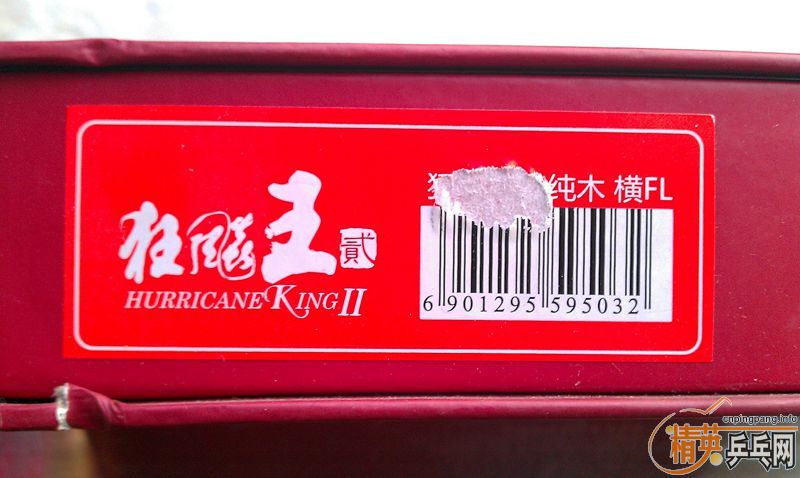 狂飚王 貳
HURRICANE KING II
纯木 横FL
6 901295 595032
cnpingpang.info
精英乒乓网